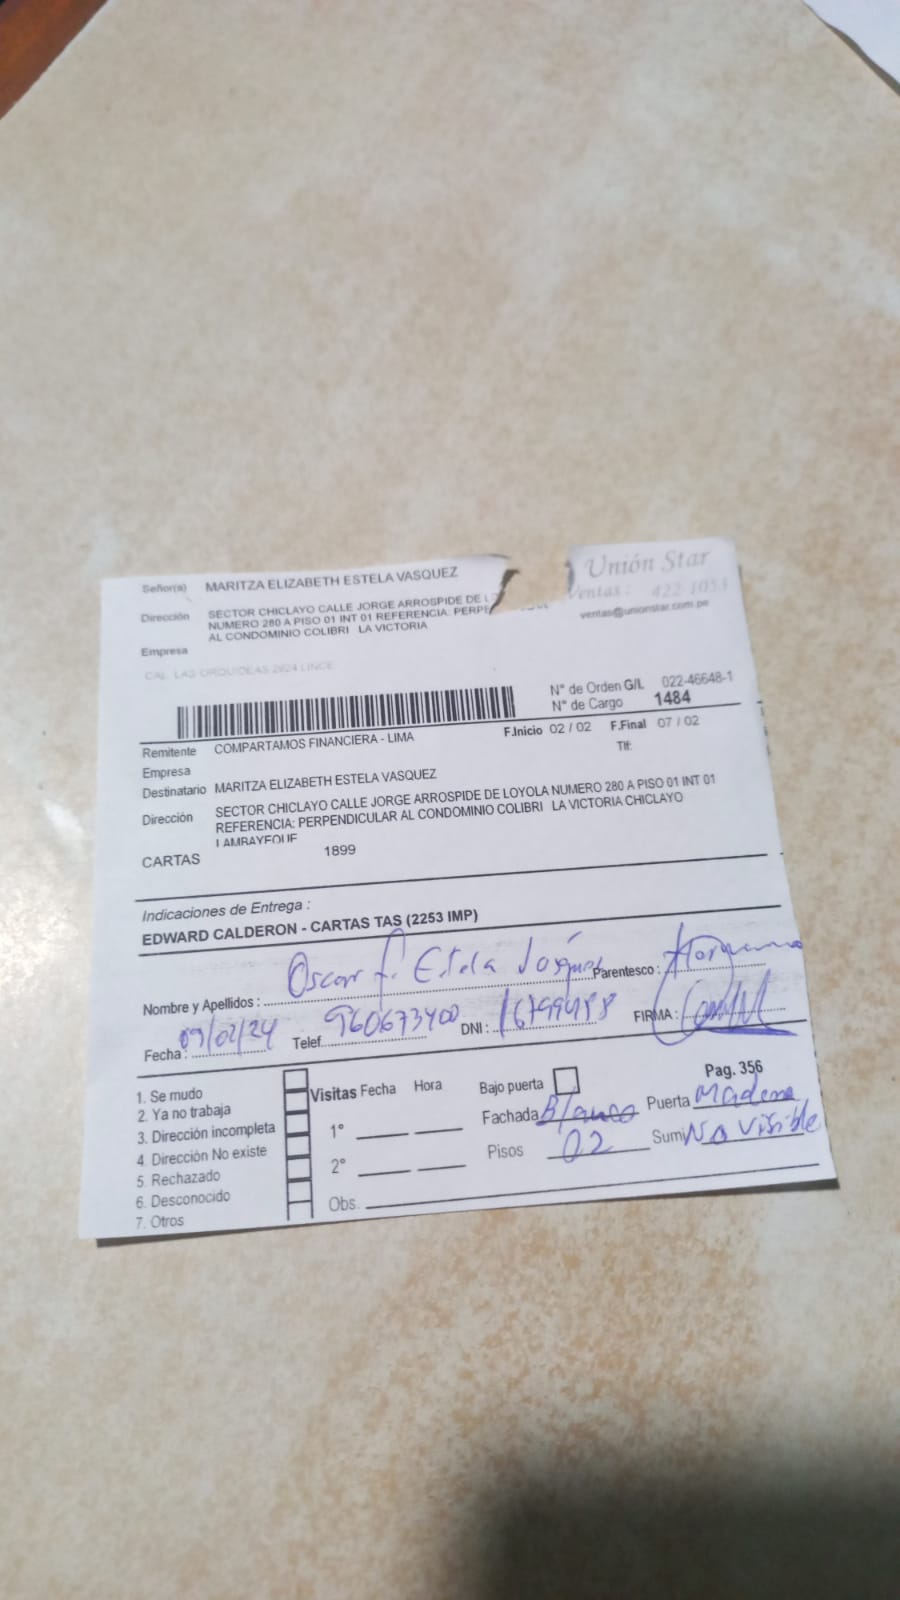 Señor(a) MARITZA ELIZABETH ESTELA VASQUEZ
Unión Star
Ventas: 422 1053
ventas@unionstar.com.pe
Dirección SECTOR CHICLAYO CALLE JORGE ARROSPIDE DE
NUMERO 280 A PISO 01 INT 01 REFERENCIA: PERPE
AL CONDOMINIO COLIBRI LA VICTORIA
Empresa
CAL. LAS ORQUIDEAS 2624 LINCE
N° de Orden G/L 022-46648-1
N° de Cargo 1484
Remitente COMPARTAMOS FINANCIERA - LIMA F.Inicio 02 / 02 F.Final 07 / 02
Empresa Tlf:
Destinatario MARITZA ELIZABETH ESTELA VASQUEZ
Dirección SECTOR CHICLAYO CALLE JORGE ARROSPIDE DE LOYOLA NUMERO 280 A PISO 01 INT 01
REFERENCIA: PERPENDICULAR AL CONDOMINIO COLIBRI LA VICTORIA CHICLAYO
LAMBAYEQUE
CARTAS 1899
Indicaciones de Entrega :
EDWARD CALDERON - CARTAS TAS (2253 IMP)
Nombre y Apellidos : Oscar F. Estela Parentesco :
Fecha : 09/02/24 Telef. 960673400 DNI : FIRMA :
Pag. 356
1. Se mudo
2. Ya no trabaja
3. Dirección incompleta
4. Dirección No existe
5. Rechazado
6. Desconocido
7. Otros
Visitas Fecha Hora
1°
2°
Obs.
Bajo puerta
Fachada Blanco Puerta Madera
Pisos 02 Sumi No Visible